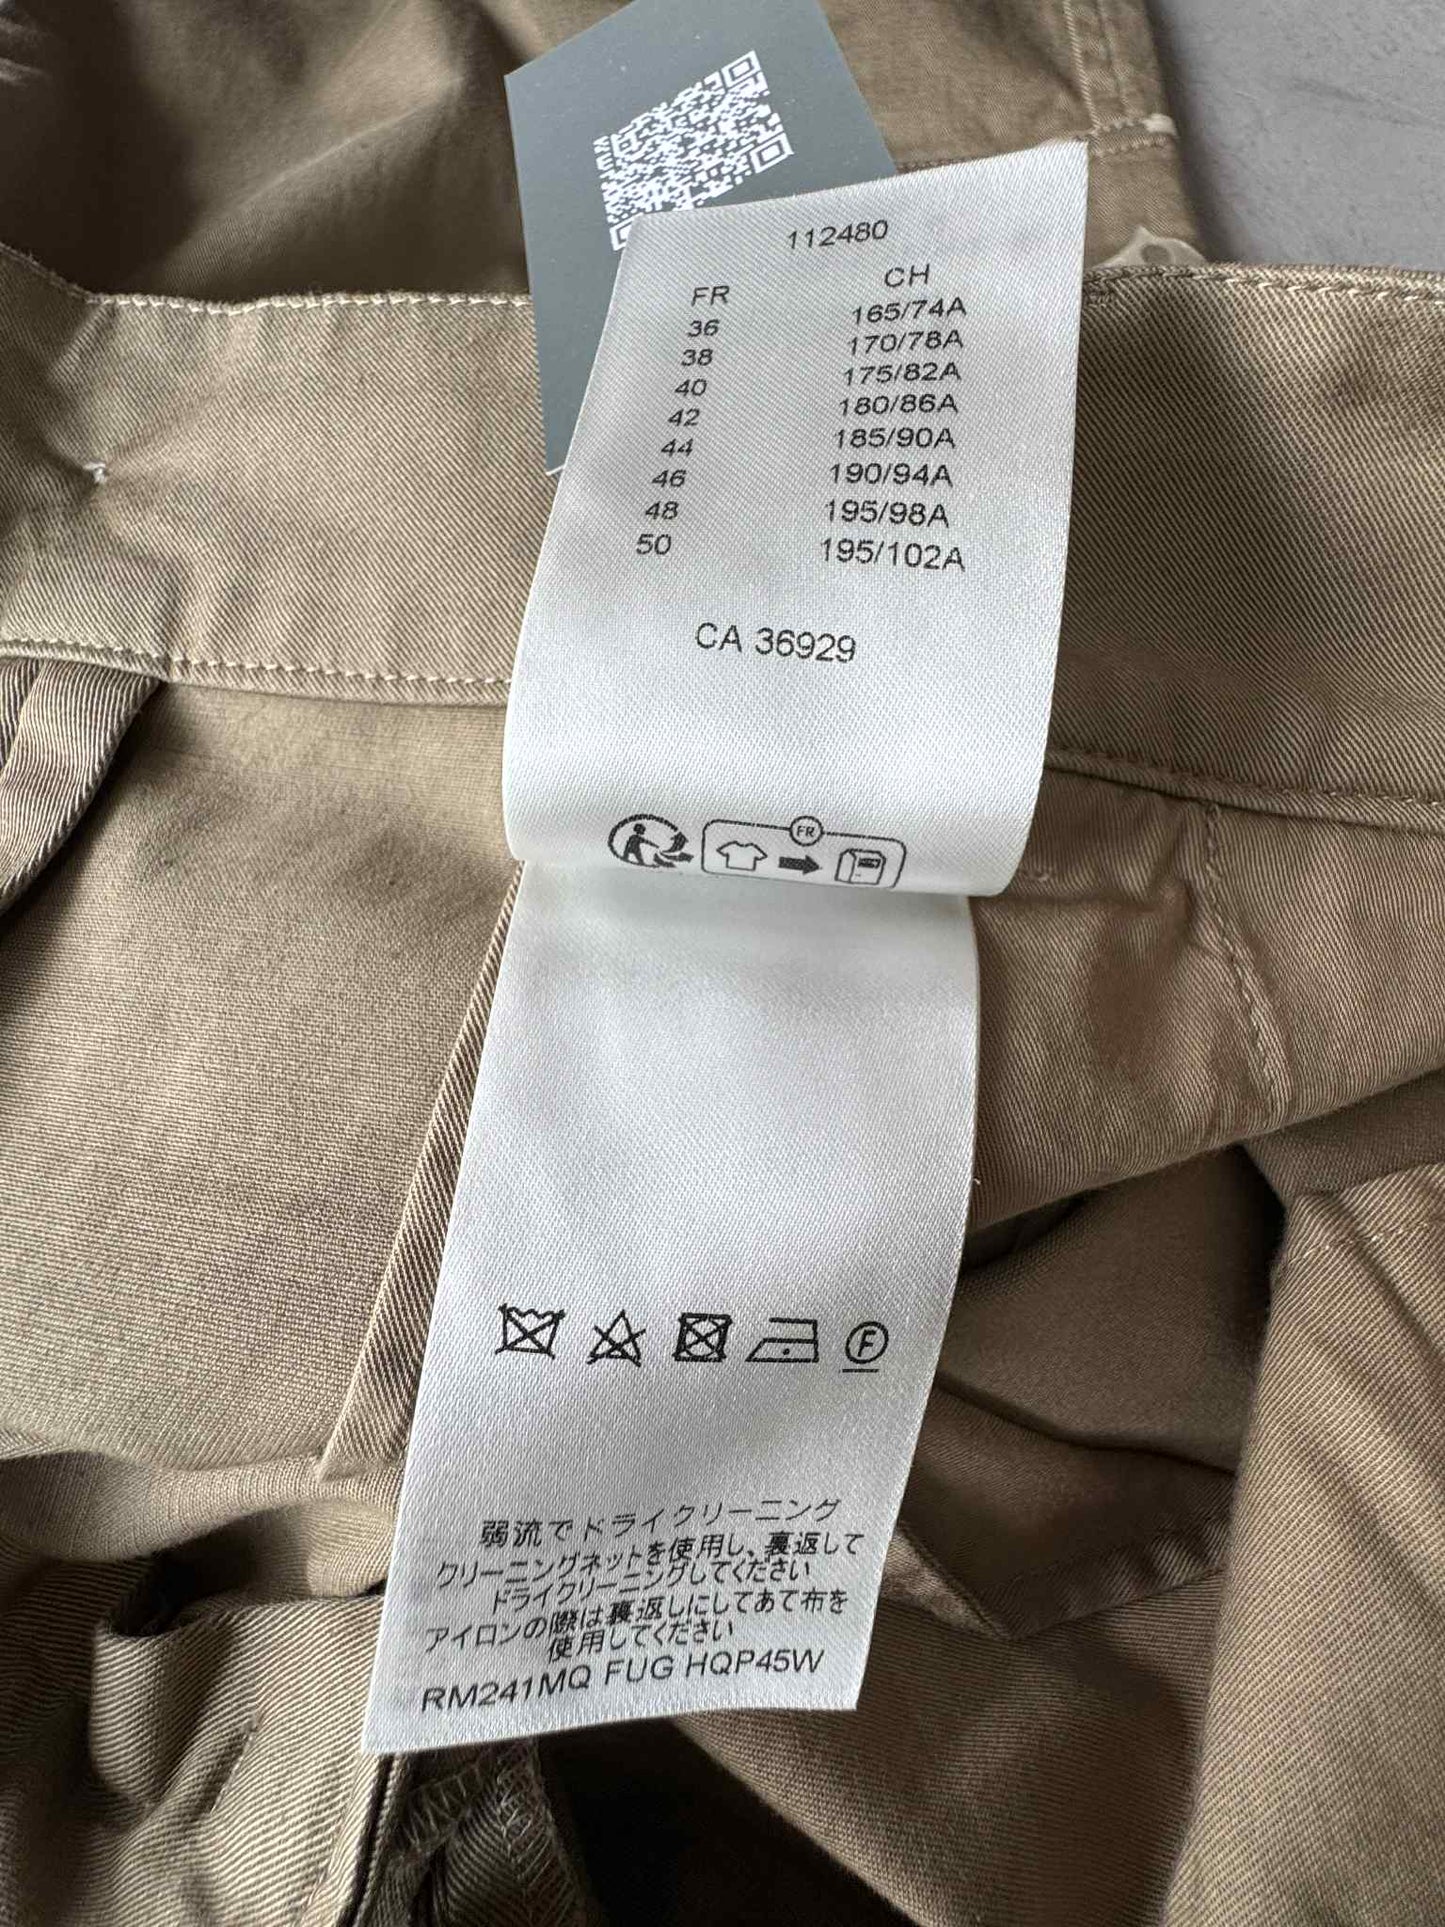 112480
FR CH
36 165/74A
38 170/78A
40 175/82A
42 180/86A
44 185/90A
46 190/94A
48 195/98A
50 195/102A
CA 36929
FR
F
弱流でドライクリーニング
クリーニングネットを使用し、裏返して
ドライクリーニングしてください
アイロンの際は裏返しにしてあて布を
使用してください
RM241MQ FUG HQP45W